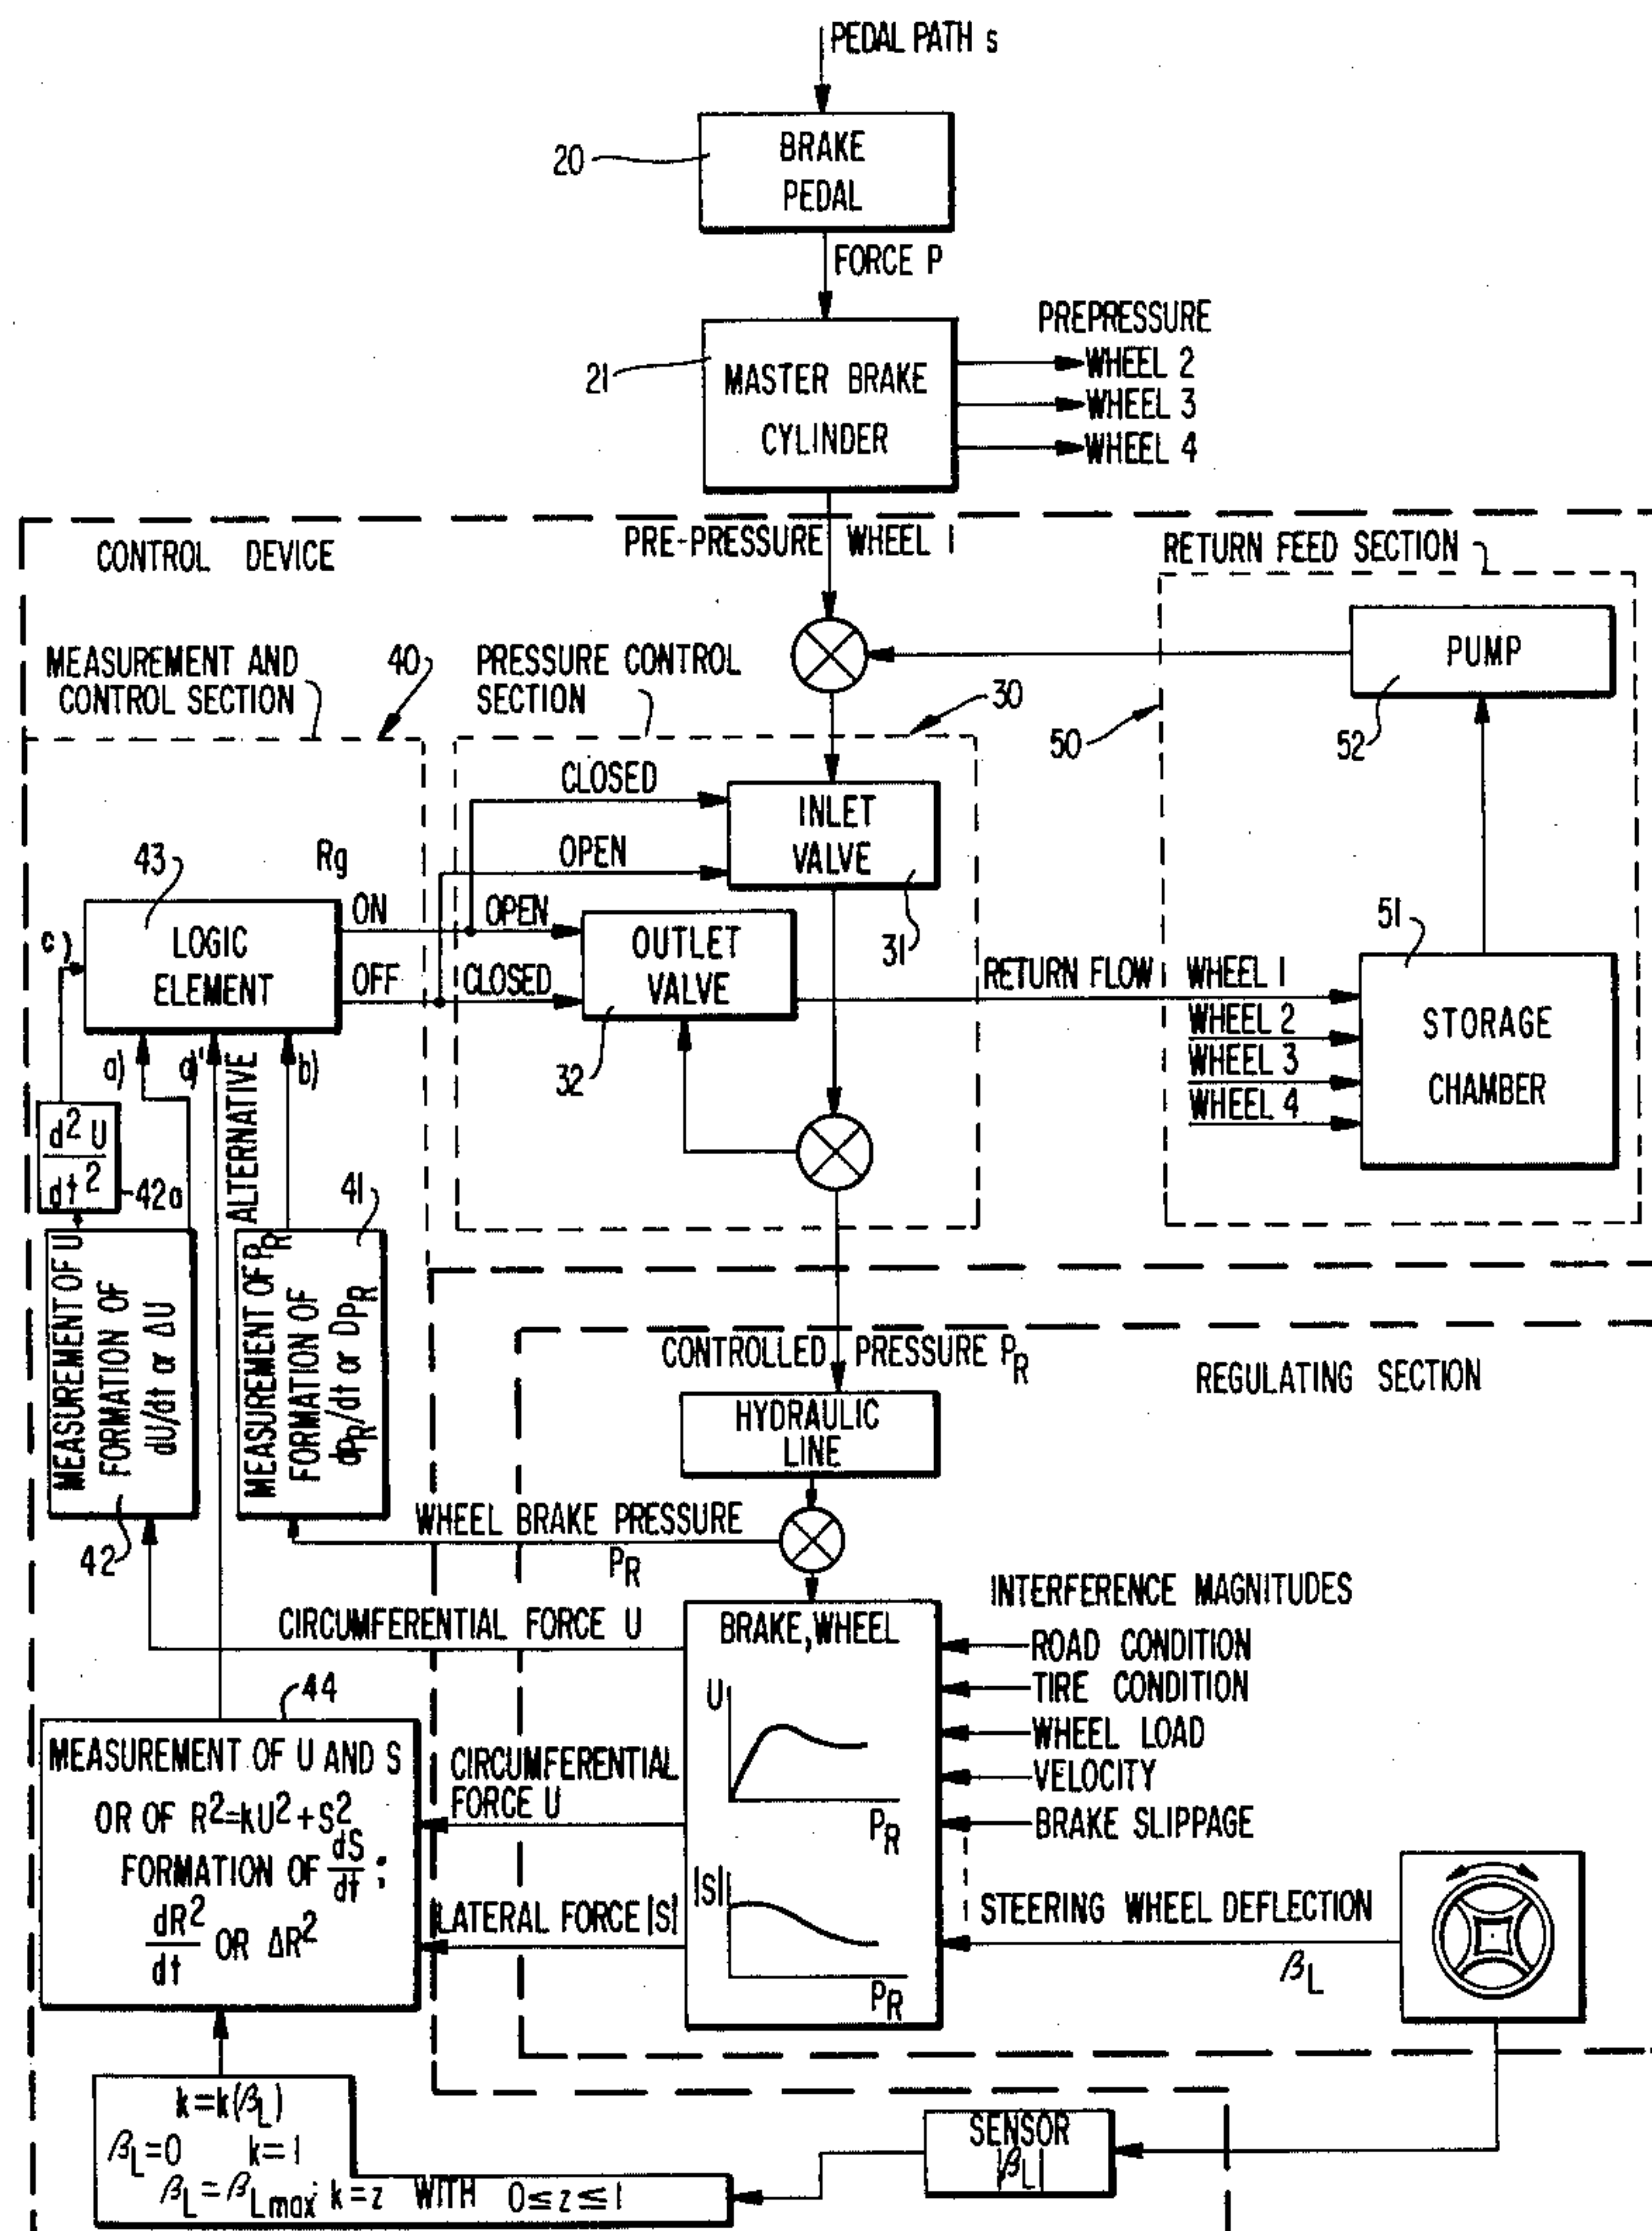 PEDAL PATH s
20
BRAKE
PEDAL
FORCE P
21
MASTER BRAKE
CYLINDER
PREPRESSURE
WHEEL 2
WHEEL 3
WHEEL 4
CONTROL DEVICE
PRE-PRESSURE WHEEL 1
RETURN FEED SECTION
PUMP
52
50
MEASUREMENT AND
CONTROL SECTION
40
PRESSURE CONTROL
SECTION
30
CLOSED
OPEN
INLET
VALVE
31
43
Rg
LOGIC
ELEMENT
ON
OFF
OPEN
CLOSED
OUTLET
VALVE
32
RETURN FLOW
WHEEL 1
WHEEL 2
WHEEL 3
WHEEL 4
51
STORAGE
CHAMBER
c)
a)
a)'
ALTERNATIVE
b)
d² U
dt²
42a
41
MEASUREMENT OF U
FORMATION OF
dU/dt or ΔU
42
MEASUREMENT OF PR
FORMATION OF
dPR/dt or DPR
CONTROLLED PRESSURE PR
REGULATING SECTION
HYDRAULIC
LINE
WHEEL BRAKE PRESSURE
PR
CIRCUMFERENTIAL FORCE U
BRAKE, WHEEL
U
PR
|S|
PR
INTERFERENCE MAGNITUDES
ROAD CONDITION
TIRE CONDITION
WHEEL LOAD
VELOCITY
BRAKE SLIPPAGE
STEERING WHEEL DEFLECTION
βL
44
MEASUREMENT OF U AND S
OR OF R²=kU²+S²
FORMATION OF dS/dt ;
dR²/dt OR ΔR²
CIRCUMFERENTIAL
FORCE U
LATERAL FORCE |S|
k=k(βL)
βL=0 k=1
βL=βLmax; k=z WITH 0≤z≤1
SENSOR
|βL|